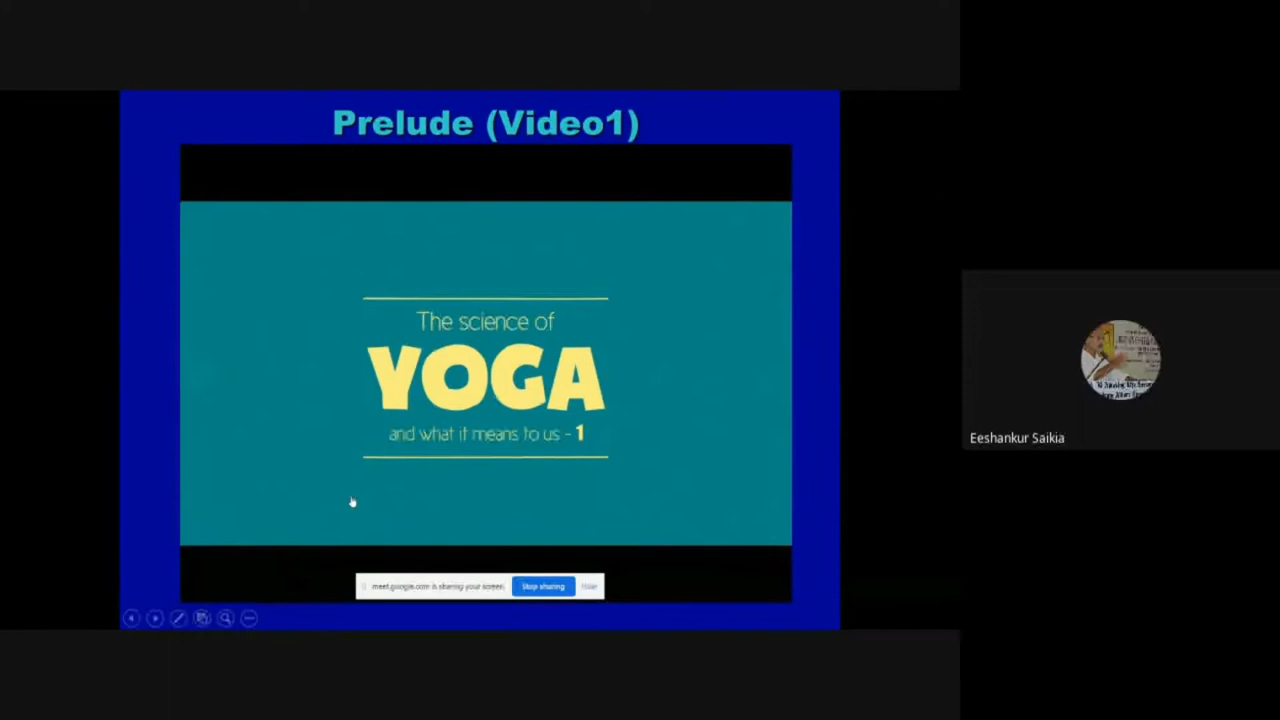 Prelude (Video1)
The science of
YOGA
and what it means to us - 1
meet.google.com is sharing your screen.
Stop sharing
Hide
Eeshankur Saikia